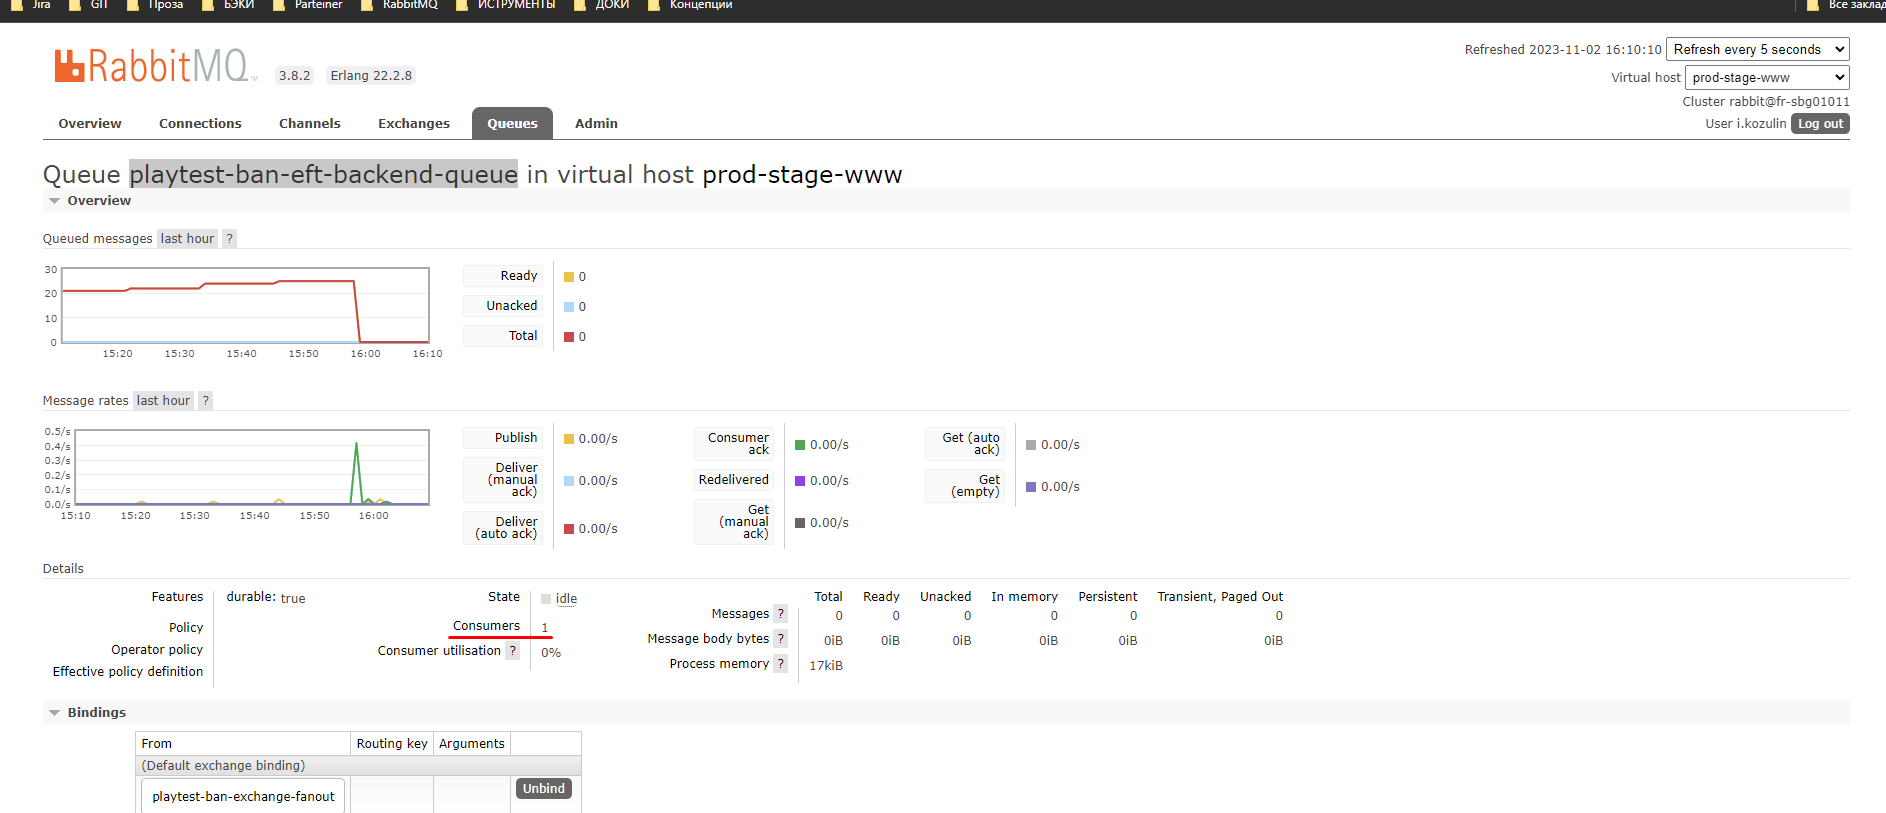 Jira GIT Проза БЭКИ Parteiner RabbitMQ ИСТРУМЕНТЫ ДОКИ Концепции Все заклад
RabbitMQ TM 3.8.2 Erlang 22.2.8
Refreshed 2023-11-02 16:10:10 Refresh every 5 seconds
Virtual host prod-stage-www
Cluster rabbit@fr-sbg01011
User i.kozulin Log out
Overview Connections Channels Exchanges Queues Admin
Queue playtest-ban-eft-backend-queue in virtual host prod-stage-www
Overview
Queued messages last hour ?
30
20
10
0
15:20 15:30 15:40 15:50 16:00 16:10
Ready 0
Unacked 0
Total 0
Message rates last hour ?
0.5/s
0.4/s
0.3/s
0.2/s
0.1/s
0.0/s
15:10 15:20 15:30 15:40 15:50 16:00
Publish 0.00/s
Deliver (manual ack) 0.00/s
Deliver (auto ack) 0.00/s
Consumer ack 0.00/s
Redelivered 0.00/s
Get (manual ack) 0.00/s
Get (auto ack) 0.00/s
Get (empty) 0.00/s
Details
Features durable: true
Policy
Operator policy
Effective policy definition
State idle
Consumers 1
Consumer utilisation ? 0%
Total Ready Unacked In memory Persistent Transient, Paged Out
Messages ? 0 0 0 0 0 0
Message body bytes ? 0iB 0iB 0iB 0iB 0iB 0iB
Process memory ? 17kiB
Bindings
From Routing key Arguments
(Default exchange binding)
playtest-ban-exchange-fanout Unbind